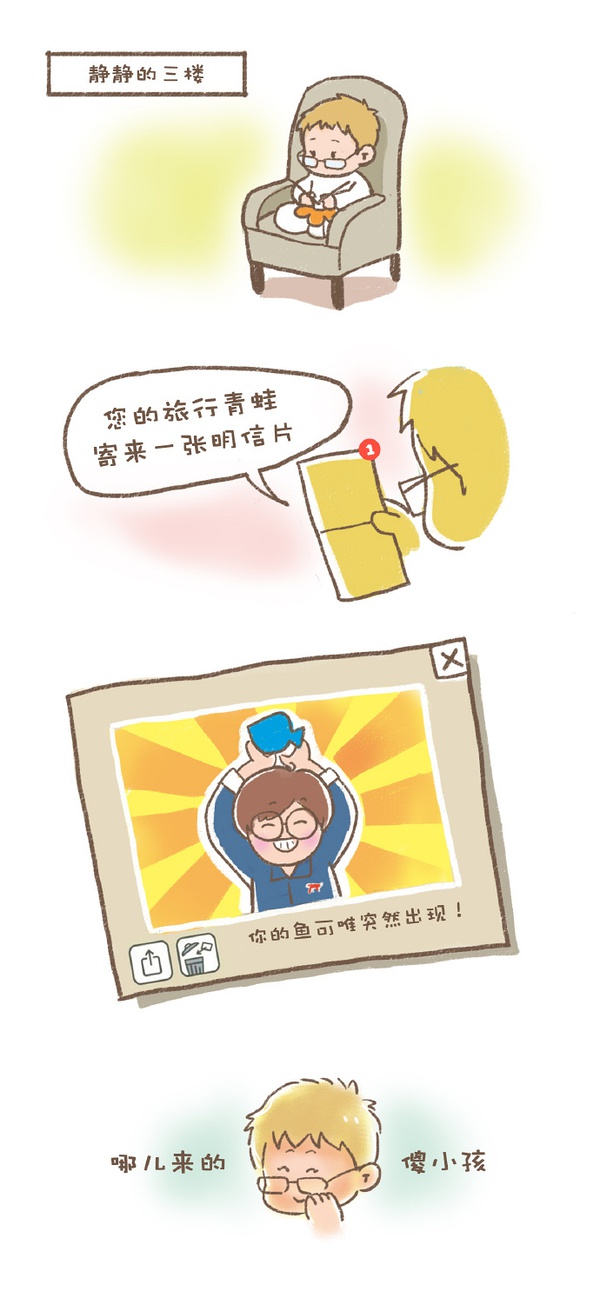 静静的三楼
您的旅行青蛙
寄来一张明信片
1
你的鱼可唯突然出现！
哪儿来的 傻小孩